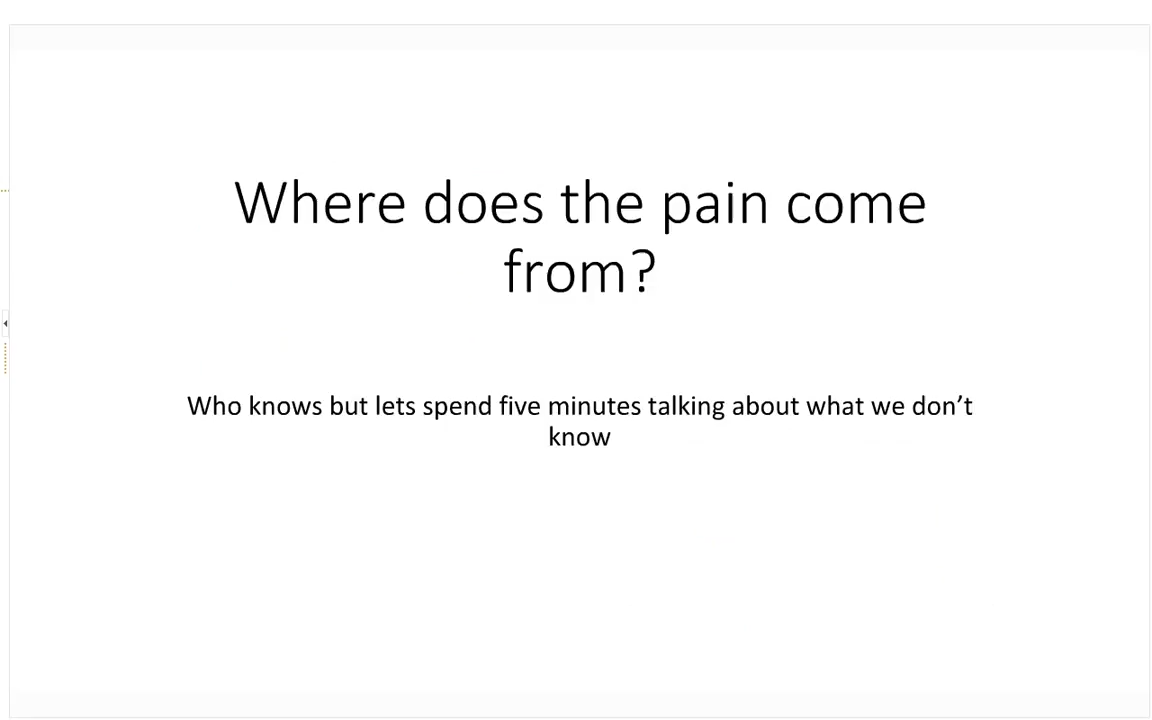 Where does the pain come
from?
Who knows but lets spend five minutes talking about what we don’t
know